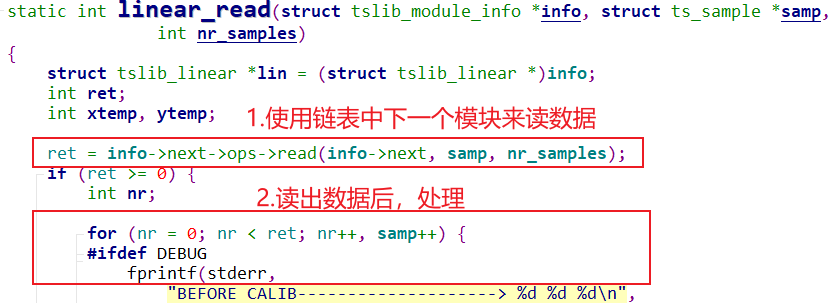 static int linear_read(struct tslib_module_info *info, struct ts_sample *samp,
int nr_samples)
{
struct tslib_linear *lin = (struct tslib_linear *)info;
int ret;
int xtemp, ytemp;
1.使用链表中下一个模块来读数据
ret = info->next->ops->read(info->next, samp, nr_samples);
if (ret >= 0) {
int nr;
2.读出数据后，处理
for (nr = 0; nr < ret; nr++, samp++) {
#ifdef DEBUG
fprintf(stderr,
"BEFORE CALIB--------------------> %d %d %d\n",